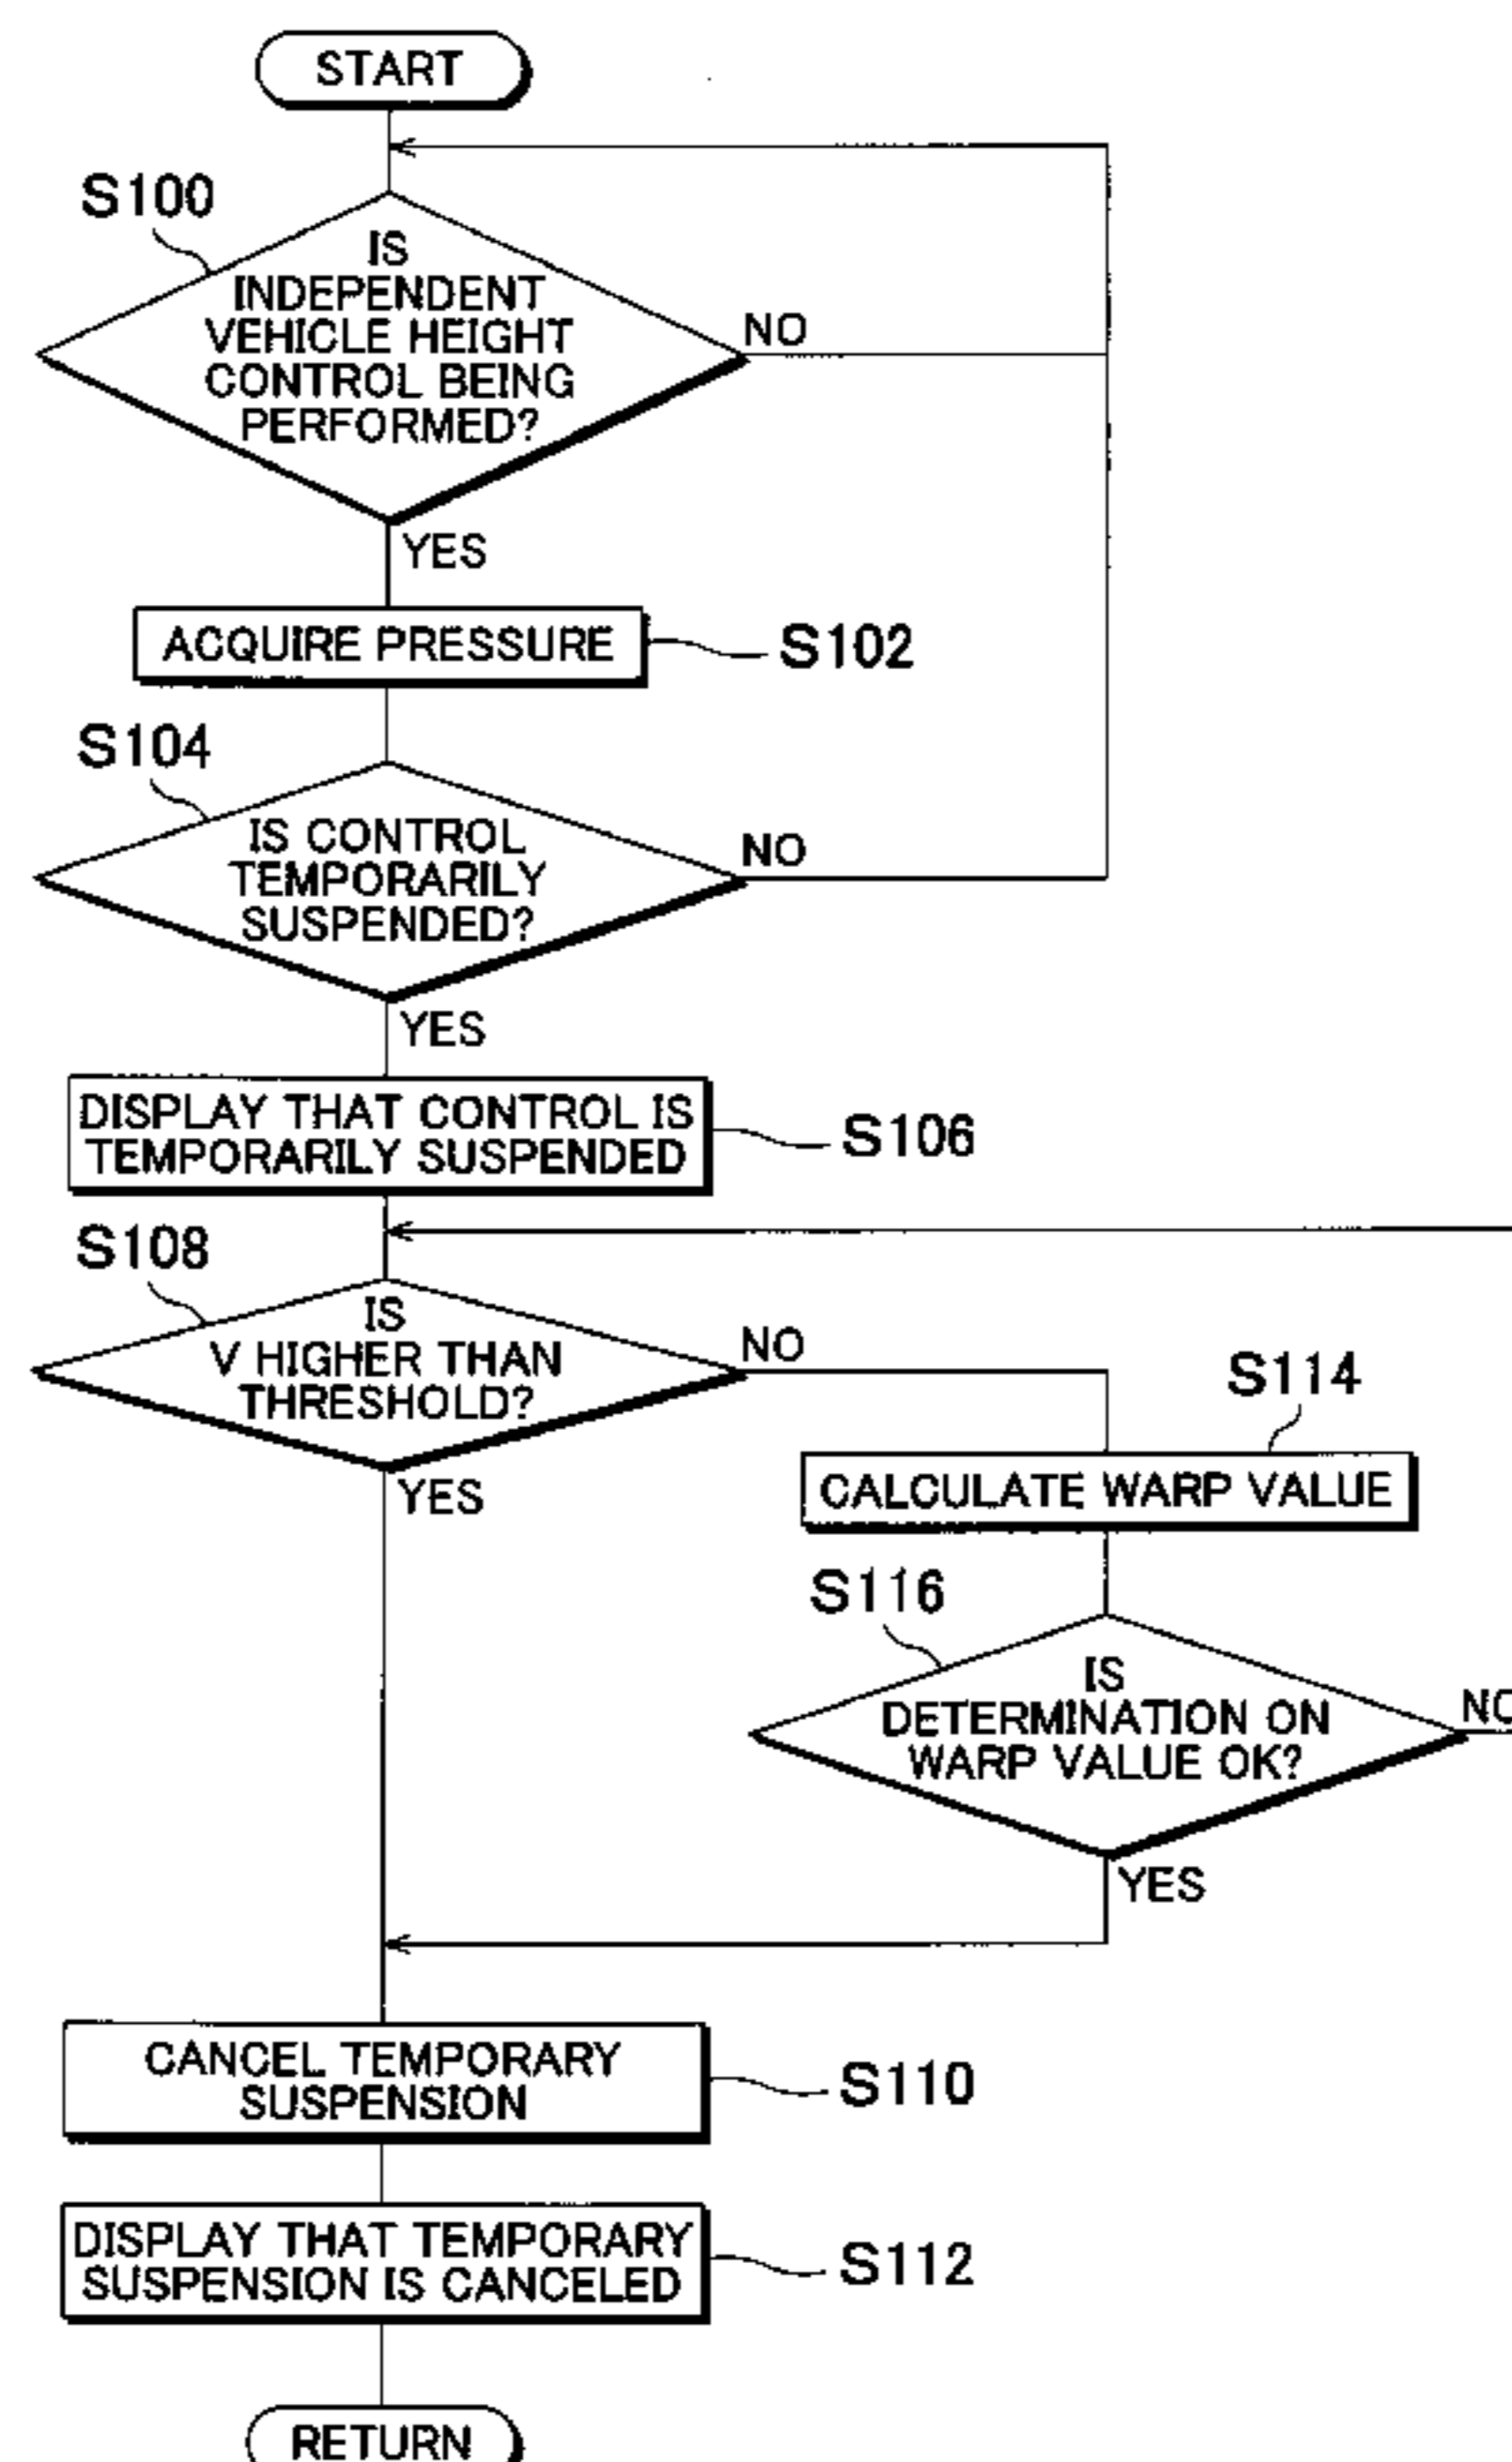 START
S100
IS
INDEPENDENT
VEHICLE HEIGHT
CONTROL BEING
PERFORMED?
NO
YES
ACQUIRE PRESSURE
S102
S104
IS CONTROL
TEMPORARILY
SUSPENDED?
NO
YES
DISPLAY THAT CONTROL IS
TEMPORARILY SUSPENDED
S106
S108
IS
V HIGHER THAN
THRESHOLD?
NO
YES
S114
CALCULATE WARP VALUE
S116
IS
DETERMINATION ON
WARP VALUE OK?
NO
YES
CANCEL TEMPORARY
SUSPENSION
S110
DISPLAY THAT TEMPORARY
SUSPENSION IS CANCELED
S112
RETURN